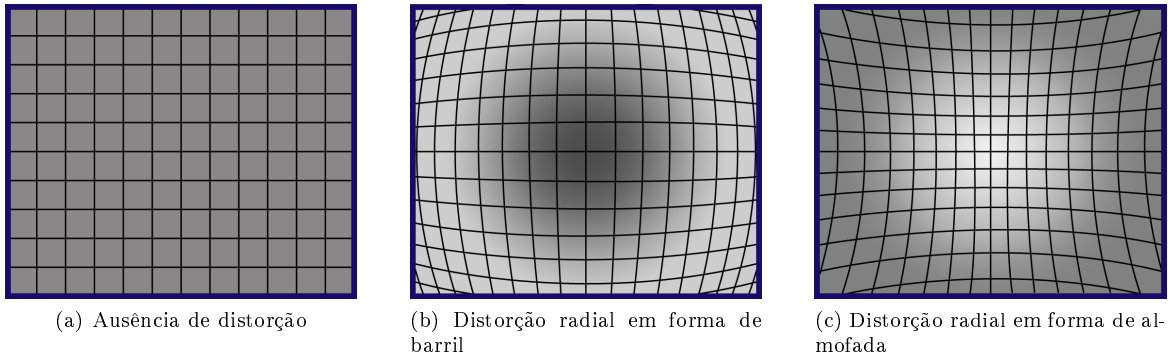 (a) Ausência de distorção
(b) Distorção radial em forma de
barril
(c) Distorção radial em forma de al-
mofada